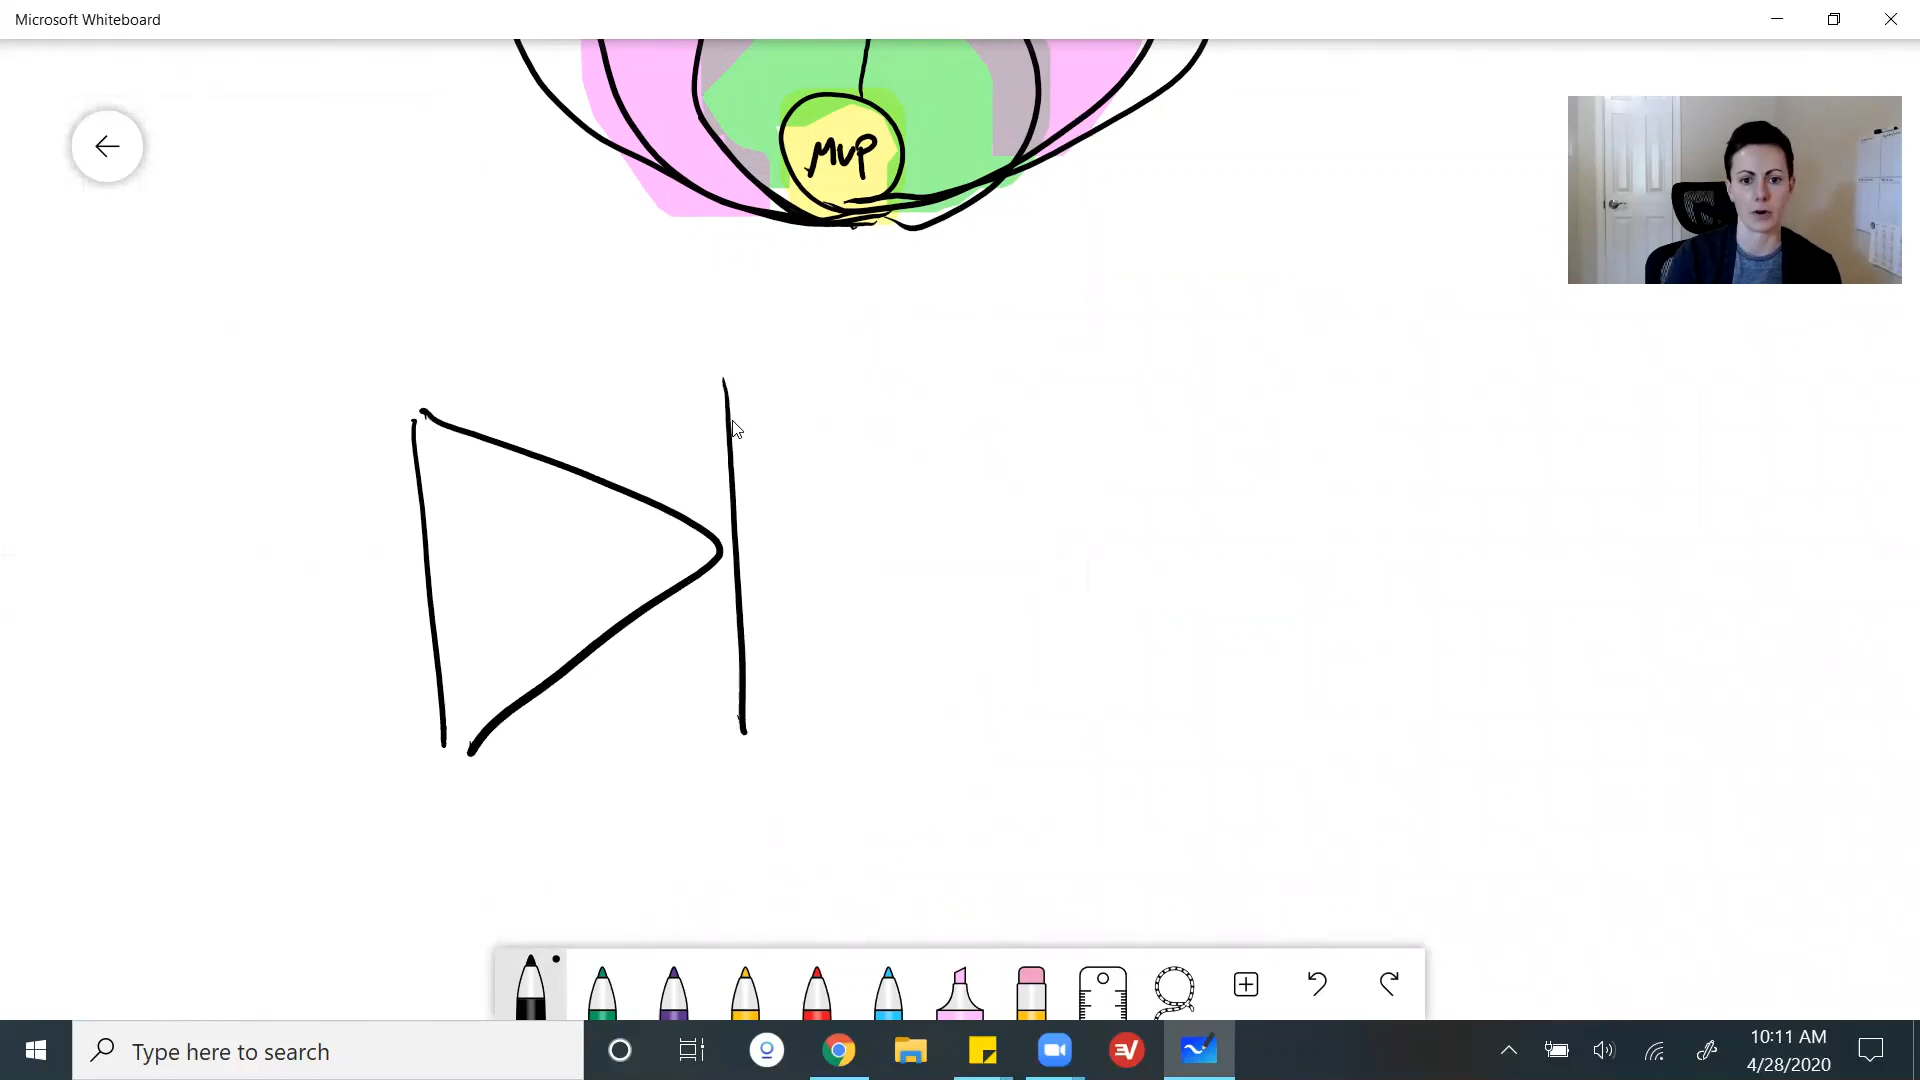 Microsoft Whiteboard
MVP
Type here to search
10:11 AM
4/28/2020